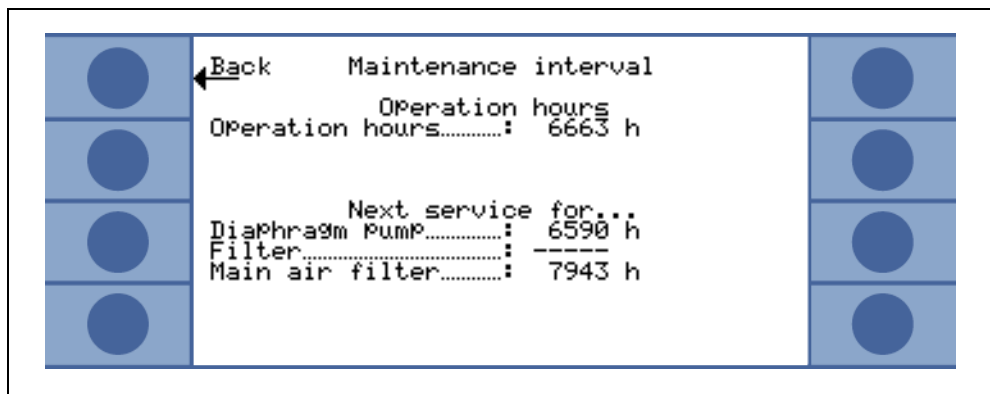 Back Maintenance interval
Operation hours
Operation hours...........: 6663 h
Next service for...
Diaphragm pump.............: 6590 h
Filter.................................: -----
Main air filter...........: 7943 h